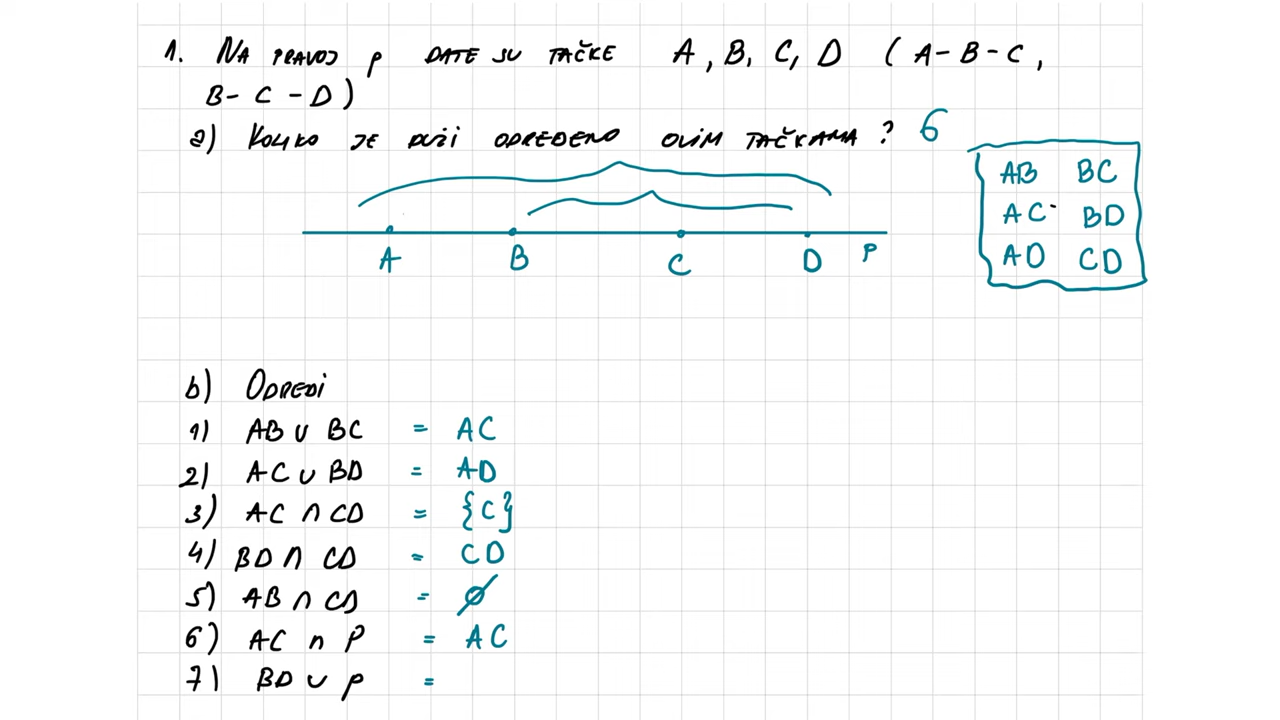 1. NA PRAVOJ p DATE SU TAČKE A, B, C, D (A-B-C,
B-C-D)
a) KOLIKO JE DUŽI ODREĐENO OVIM TAČKAMA? 6
AB BC
AC BD
AD CD
A B C D P
b) ODREDI
1) AB ∪ BC = AC
2) AC ∪ BD = AD
3) AC ∩ CD = {C}
4) BD ∩ CD = CD
5) AB ∩ CD = ∅
6) AC ∩ P = AC
7) BD ∪ p =